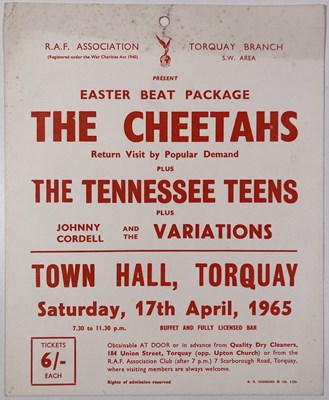 R.A.F. ASSOCIATION TORQUAY BRANCH
(Registered under the War Charities Act 1940) S.W. AREA
PRESENT
EASTER BEAT PACKAGE
THE CHEETAHS
Return Visit by Popular Demand
PLUS
THE TENNESSEE TEENS
PLUS
JOHNNY CORDELL AND THE VARIATIONS
TOWN HALL, TORQUAY
Saturday, 17th April, 1965
7.30 to 11.30 p.m. BUFFET AND FULLY LICENSED BAR
TICKETS
6/-
EACH
Obtainable AT DOOR or in advance from Quality Dry Cleaners,
184 Union Street, Torquay (opp. Upton Church) or from the
R.A.F. Association Club (after 7 p.m.) 7 Scarborough Road, Torquay,
where visiting members are always welcome.
Rights of admission reserved